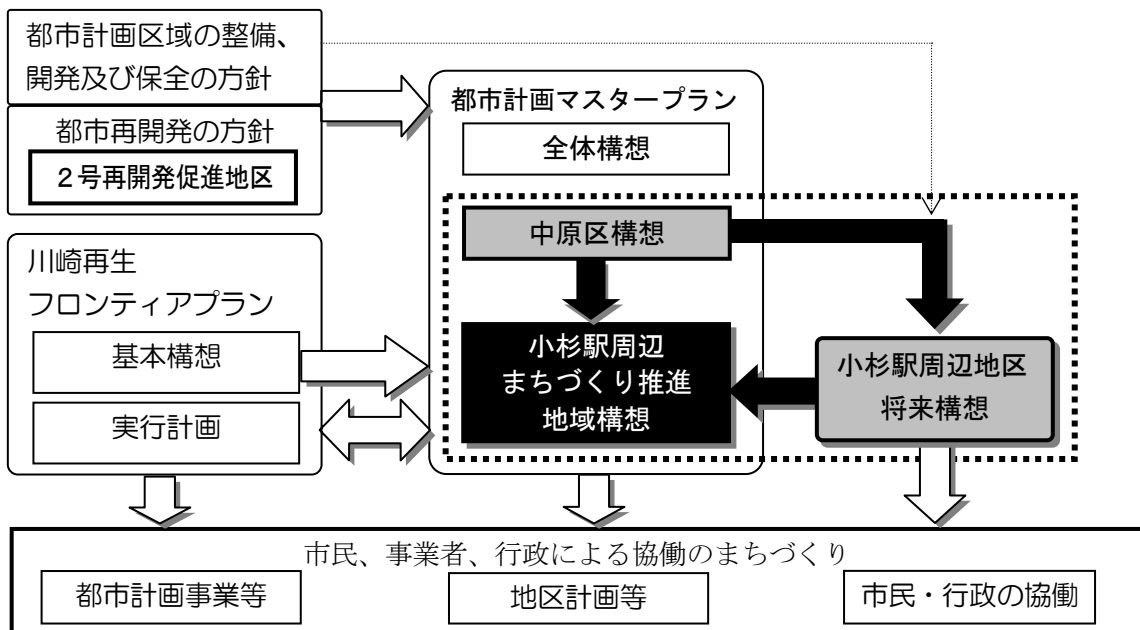 都市計画区域の整備、
開発及び保全の方針
都市再開発の方針
２号再開発促進地区
川崎再生
フロンティアプラン
基本構想
実行計画
都市計画マスタープラン
全体構想
中原区構想
小杉駅周辺
まちづくり推進
地域構想
小杉駅周辺地区
将来構想
市民、事業者、行政による協働のまちづくり
都市計画事業等
地区計画等
市民・行政の協働